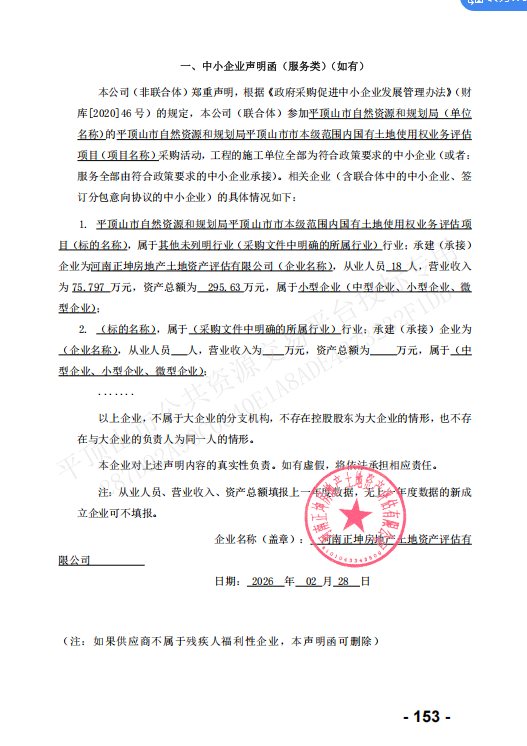 一、中小企业声明函（服务类）（如有）
本公司（非联合体）郑重声明，根据《政府采购促进中小企业发展管理办法》（财
库[2020]46 号）的规定，本公司（联合体）参加平顶山市自然资源和规划局（单位
名称）的平顶山市自然资源和规划局平顶山市市本级范围内国有土地使用权业务评估
项目（项目名称）采购活动，工程的施工单位全部为符合政策要求的中小企业（或者：
服务全部由符合政策要求的中小企业承接）。相关企业（含联合体中的中小企业、签
订分包意向协议的中小企业）的具体情况如下：
1. 平顶山市自然资源和规划局平顶山市市本级范围内国有土地使用权业务评估项
目（标的名称），属于其他未列明行业（采购文件中明确的所属行业）行业；承建（承接）
企业为河南正坤房地产土地资产评估有限公司（企业名称），从业人员 18 人，营业收入
为 75.797 万元，资产总额为 295.63 万元，属于小型企业（中型企业、小型企业、微
型企业）；
2. （标的名称），属于（采购文件中明确的所属行业）行业；承建（承接）企业为
（企业名称），从业人员___人，营业收入为____万元，资产总额为_____万元，属于（中
型企业、小型企业、微型企业）；
.......
以上企业，不属于大企业的分支机构，不存在控股股东为大企业的情形，也不存
在与大企业的负责人为同一人的情形。
本企业对上述声明内容的真实性负责。如有虚假，将依法承担相应责任。
注：从业人员、营业收入、资产总额填报上一年度数据，无上一年度数据的新成
立企业可不填报。
企业名称（盖章）：河南正坤房地产土地资产评估有
限公司
日期：2026 年 02 月 28 日
（注：如果供应商不属于残疾人福利性企业，本声明函可删除）
- 153 -
河南正坤房地产土地资产评估有限公司